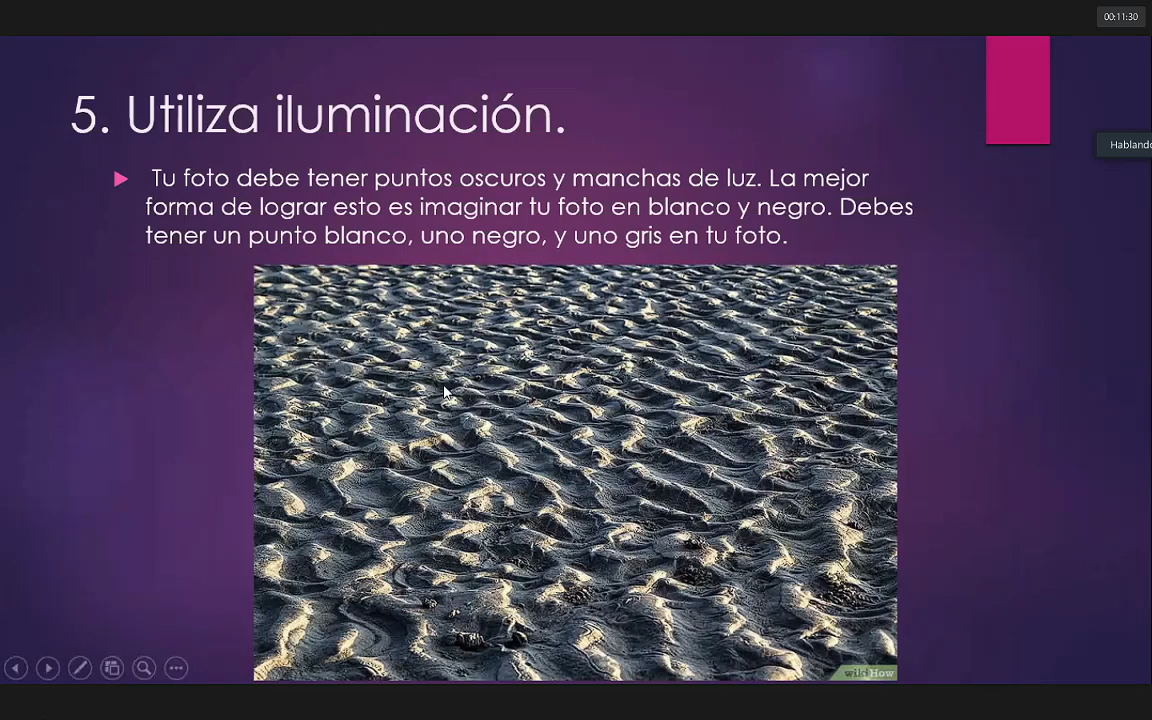 00:11:30
5. Utiliza iluminación.
Hablando
Tu foto debe tener puntos oscuros y manchas de luz. La mejor
forma de lograr esto es imaginar tu foto en blanco y negro. Debes
tener un punto blanco, uno negro, y uno gris en tu foto.
wikiHow